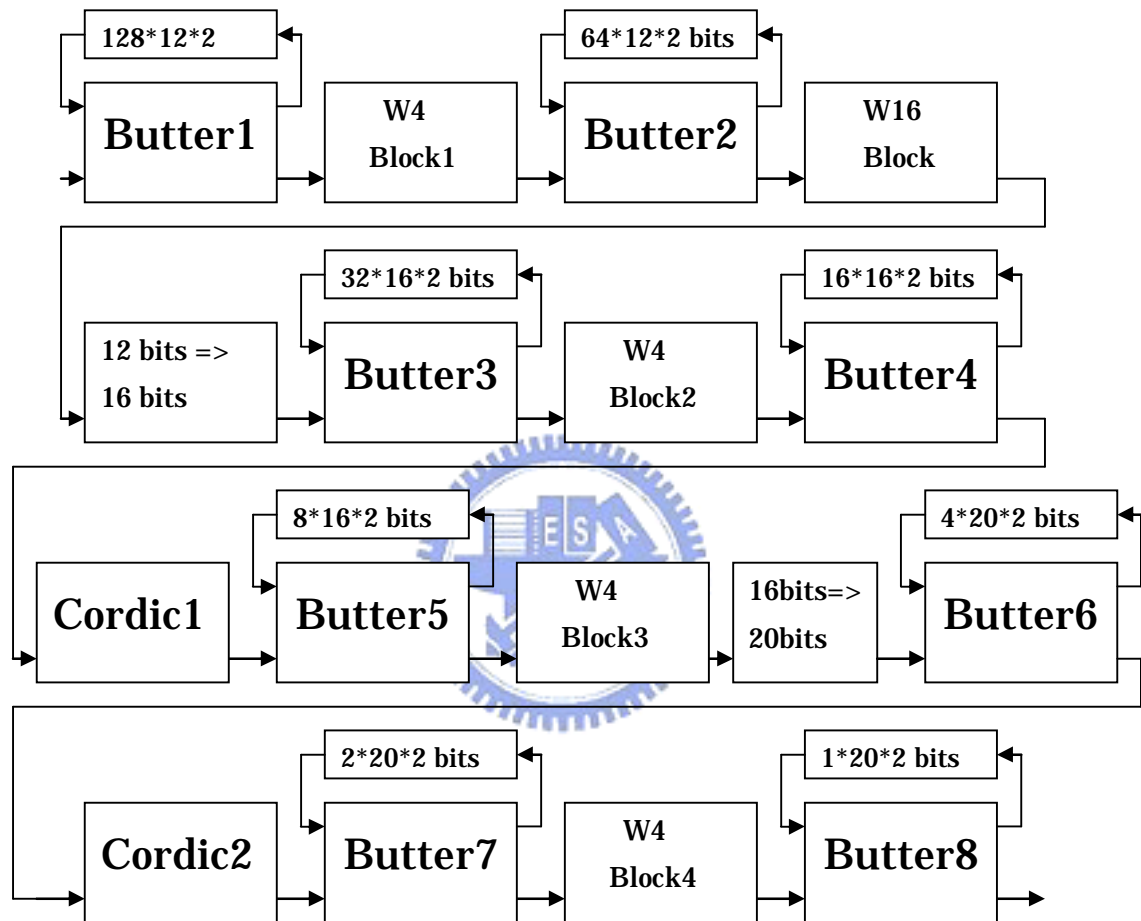 128*12*2
64*12*2 bits
Butter1
W4
Block1
Butter2
W16
Block
32*16*2 bits
16*16*2 bits
12 bits =>
16 bits
Butter3
W4
Block2
Butter4
8*16*2 bits
4*20*2 bits
Cordic1
Butter5
W4
Block3
16bits=>
20bits
Butter6
2*20*2 bits
1*20*2 bits
Cordic2
Butter7
W4
Block4
Butter8
E S A